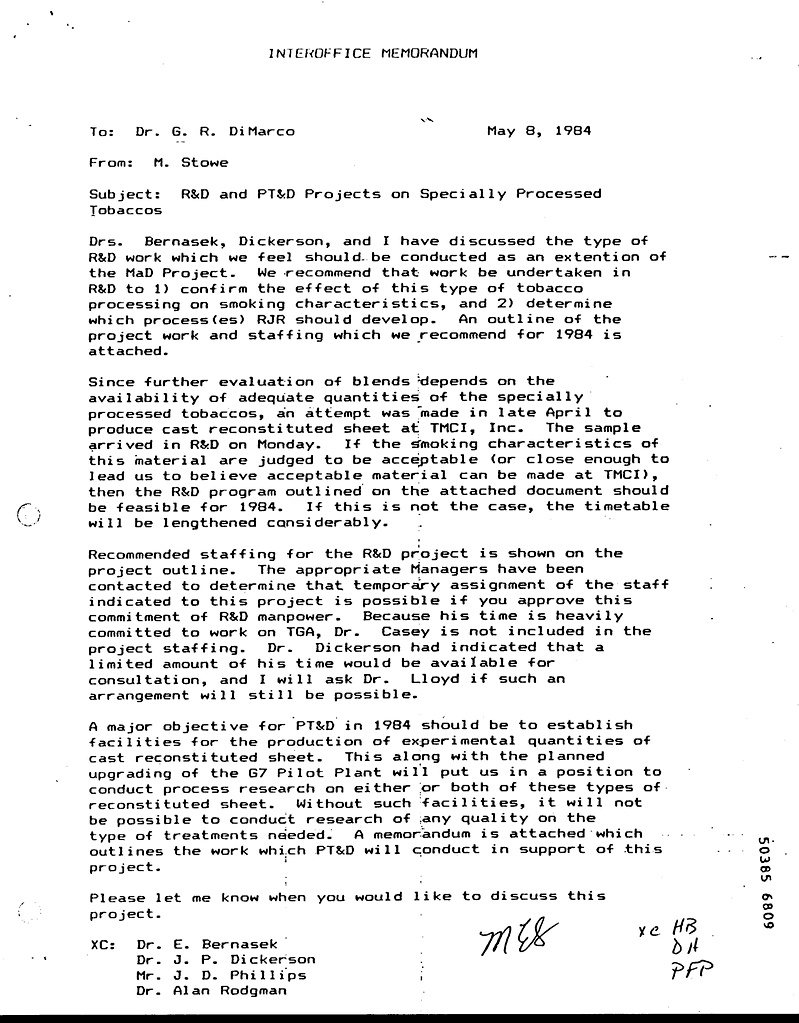 INTEROFFICE MEMORANDUM
To: Dr. G. R. DiMarco May 8, 1984
From: M. Stowe
Subject: R&D and PT&D Projects on Specially Processed
Tobaccos
Drs. Bernasek, Dickerson, and I have discussed the type of
R&D work which we feel should be conducted as an extention of
the MaD Project. We recommend that work be undertaken in
R&D to 1) confirm the effect of this type of tobacco
processing on smoking characteristics, and 2) determine
which process(es) RJR should develop. An outline of the
project work and staffing which we recommend for 1984 is
attached.
Since further evaluation of blends depends on the
availability of adequate quantities of the specially
processed tobaccos, an attempt was made in late April to
produce cast reconstituted sheet at TMCI, Inc. The sample
arrived in R&D on Monday. If the smoking characteristics of
this material are judged to be acceptable (or close enough to
lead us to believe acceptable material can be made at TMCI),
then the R&D program outlined on the attached document should
be feasible for 1984. If this is not the case, the timetable
will be lengthened considerably.
Recommended staffing for the R&D project is shown on the
project outline. The appropriate Managers have been
contacted to determine that temporary assignment of the staff
indicated to this project is possible if you approve this
commitment of R&D manpower. Because his time is heavily
committed to work on TGA, Dr. Casey is not included in the
project staffing. Dr. Dickerson had indicated that a
limited amount of his time would be available for
consultation, and I will ask Dr. Lloyd if such an
arrangement will still be possible.
A major objective for PT&D in 1984 should be to establish
facilities for the production of experimental quantities of
cast reconstituted sheet. This along with the planned
upgrading of the G7 Pilot Plant will put us in a position to
conduct process research on either or both of these types of
reconstituted sheet. Without such facilities, it will not
be possible to conduct research of any quality on the
type of treatments needed. A memorandum is attached which
outlines the work which PT&D will conduct in support of this
project.
Please let me know when you would like to discuss this
project.
XC: Dr. E. Bernasek
Dr. J. P. Dickerson
Mr. J. D. Phillips
Dr. Alan Rodgman
MES
xc HB
DH
PFP
50385 6809